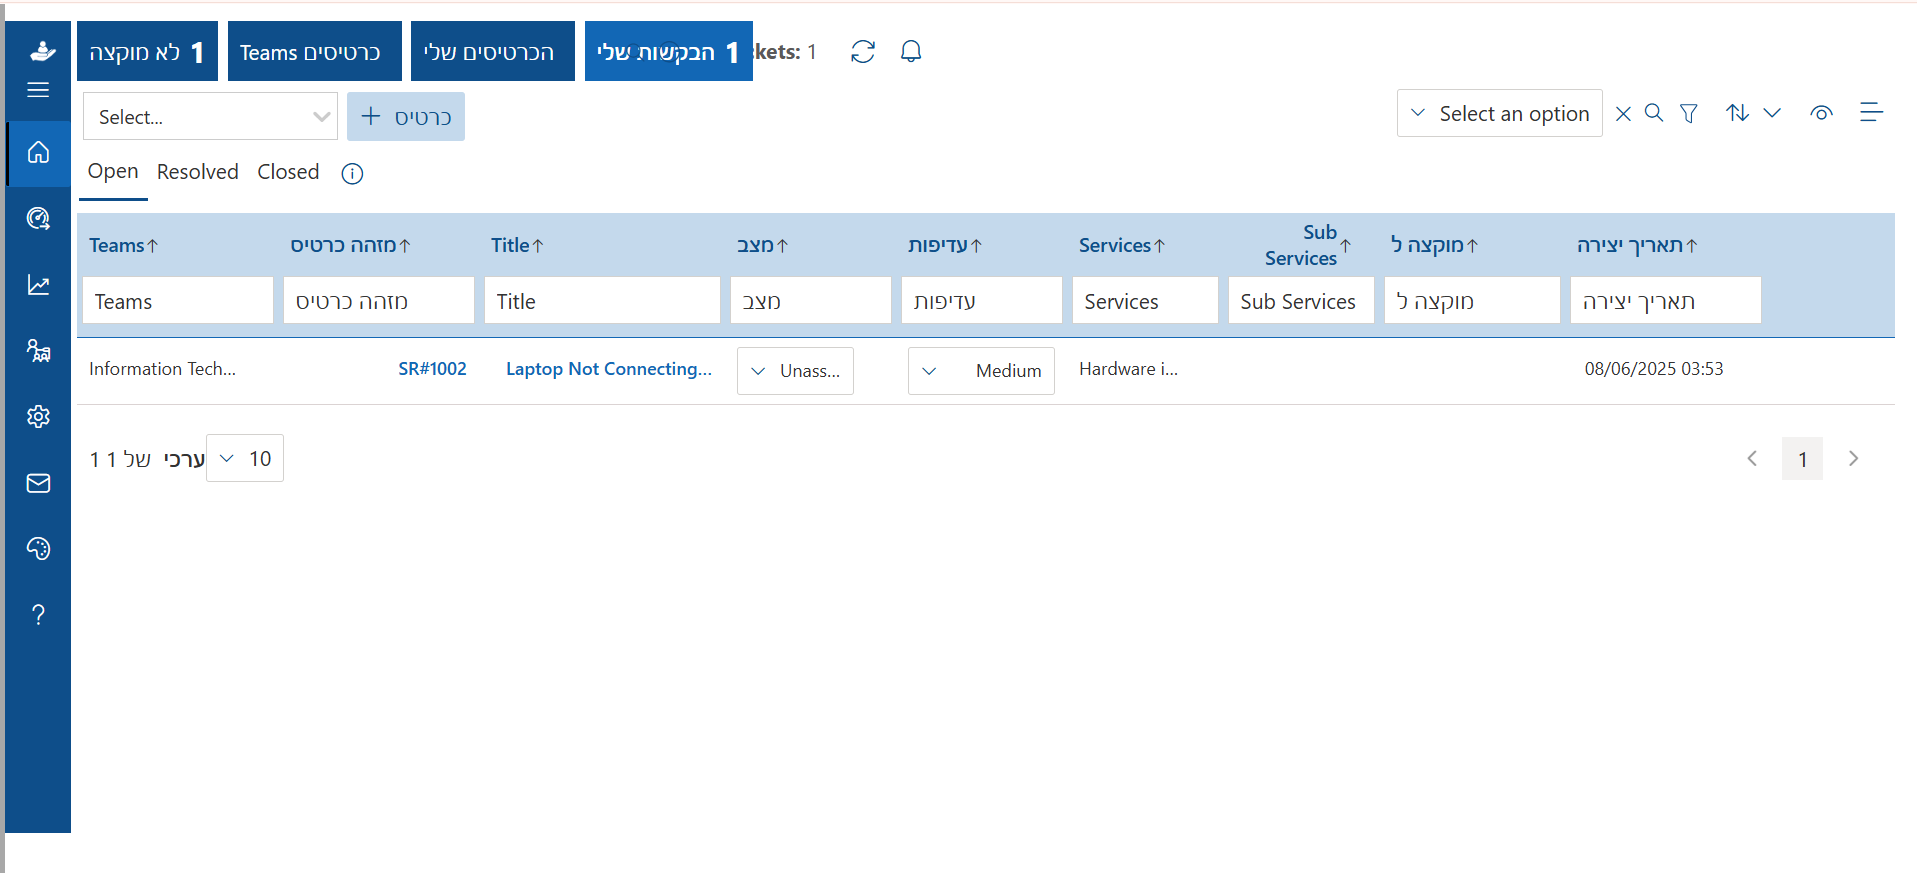 לא מוקצה 1
כרטיסים Teams
הכרטיסים שלי
הבקשות שלי 1
kets: 1
Select...
+ כרטיס
Select an option
Open Resolved Closed
Teams↑ מזהה כרטיס↑ Title↑ מצב↑ עדיפות↑ Services↑ Sub Services↑ מוקצה ל↑ תאריך יצירה↑
Teams מזהה כרטיס Title מצב עדיפות Services Sub Services מוקצה ל תאריך יצירה
Information Tech... SR#1002 Laptop Not Connecting... Unass... Medium Hardware i... 08/06/2025 03:53
1 של 1 ערכי 10
1